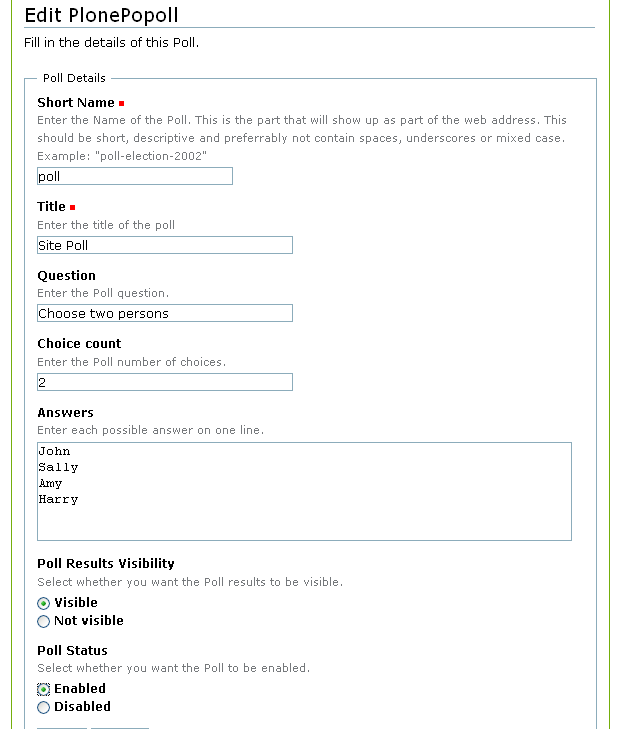 Edit PlonePopoll
Fill in the details of this Poll.
Poll Details
Short Name
Enter the Name of the Poll. This is the part that will show up as part of the web address. This
should be short, descriptive and preferrably not contain spaces, underscores or mixed case.
Example: "poll-election-2002"
poll
Title
Enter the title of the poll
Site Poll
Question
Enter the Poll question.
Choose two persons
Choice count
Enter the Poll number of choices.
2
Answers
Enter each possible answer on one line.
John
Sally
Amy
Harry
Poll Results Visibility
Select whether you want the Poll results to be visible.
Visible
Not visible
Poll Status
Select whether you want the Poll to be enabled.
Enabled
Disabled